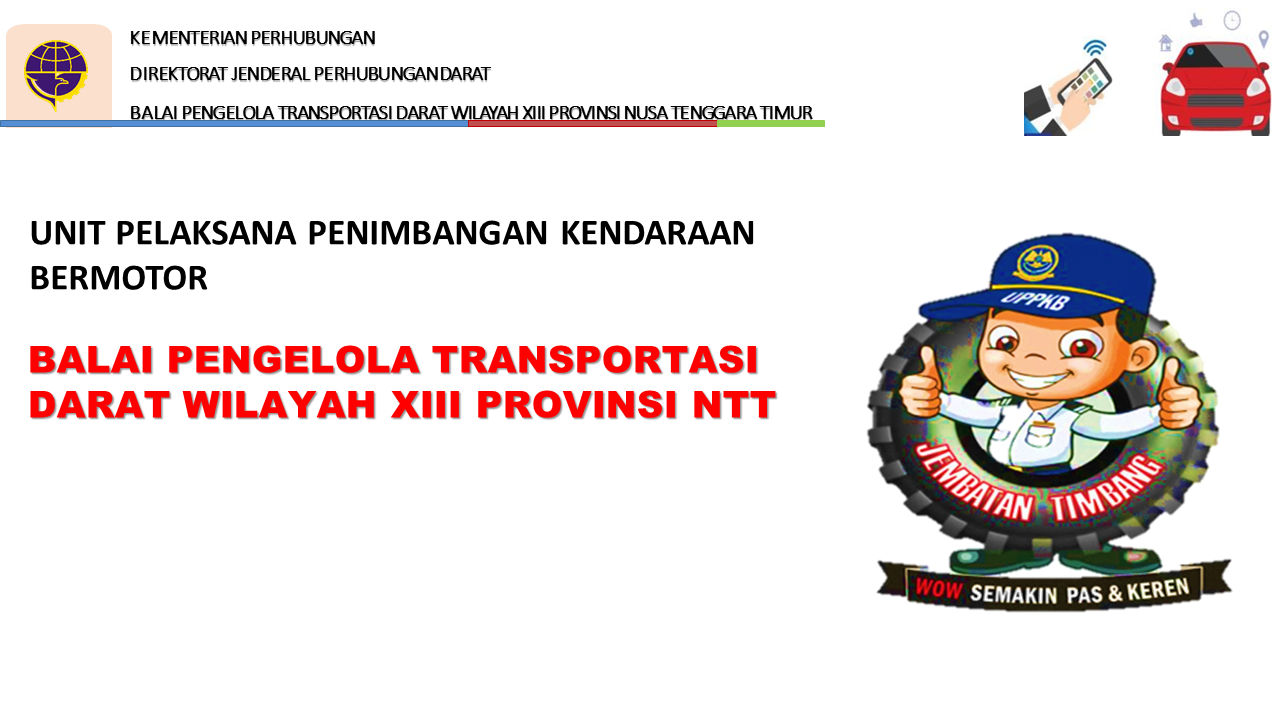 KEMENTERIAN PERHUBUNGAN
DIREKTORAT JENDERAL PERHUBUNGAN DARAT
BALAI PENGELOLA TRANSPORTASI DARAT WILAYAH XIII PROVINSI NUSA TENGGARA TIMUR
UNIT PELAKSANA PENIMBANGAN KENDARAAN
BERMOTOR
BALAI PENGELOLA TRANSPORTASI
DARAT WILAYAH XIII PROVINSI NTT
UPPKB
JEMBATAN TIMBANG
WOW SEMAKIN PAS & KEREN